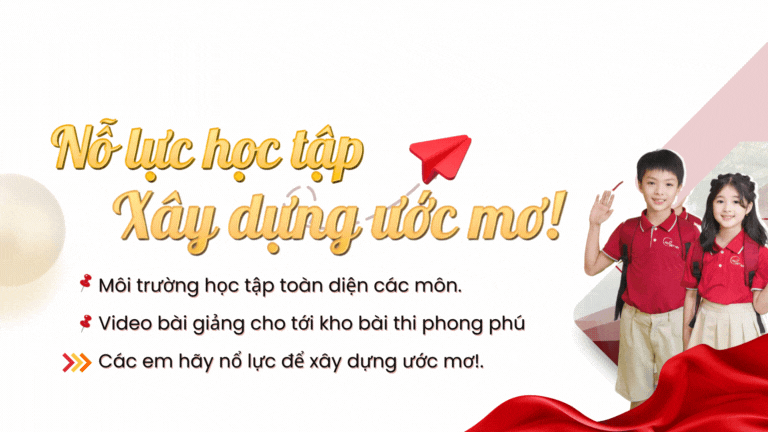 Nỗ lực học tập
Xây dựng ước mơ!
Môi trường học tập toàn diện các môn.
Video bài giảng cho tới kho bài thi phong phú
Các em hãy nổ lực để xây dựng ước mơ!.